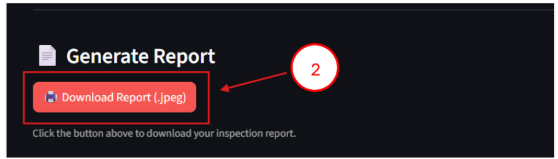 Generate Report
2
Download Report (.jpeg)
Click the button above to download your inspection report.